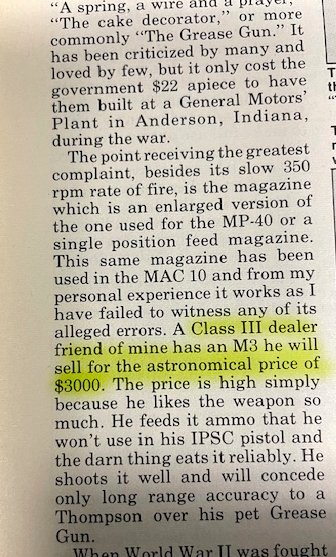 "A spring, a wire and a prayer,"
"The cake decorator," or more
commonly "The Grease Gun." It
has been criticized by many and
loved by few, but it only cost the
government $22 apiece to have
them built at a General Motors'
Plant in Anderson, Indiana,
during the war.
The point receiving the greatest
complaint, besides its slow 350
rpm rate of fire, is the magazine
which is an enlarged version of
the one used for the MP-40 or a
single position feed magazine.
This same magazine has been
used in the MAC 10 and from my
personal experience it works as I
have failed to witness any of its
alleged errors. A Class III dealer
friend of mine has an M3 he will
sell for the astronomical price of
$3000. The price is high simply
because he likes the weapon so
much. He feeds it ammo that he
won't use in his IPSC pistol and
the darn thing eats it reliably. He
shoots it well and will concede
only long range accuracy to a
Thompson over his pet Grease
Gun.
When World War II was fought